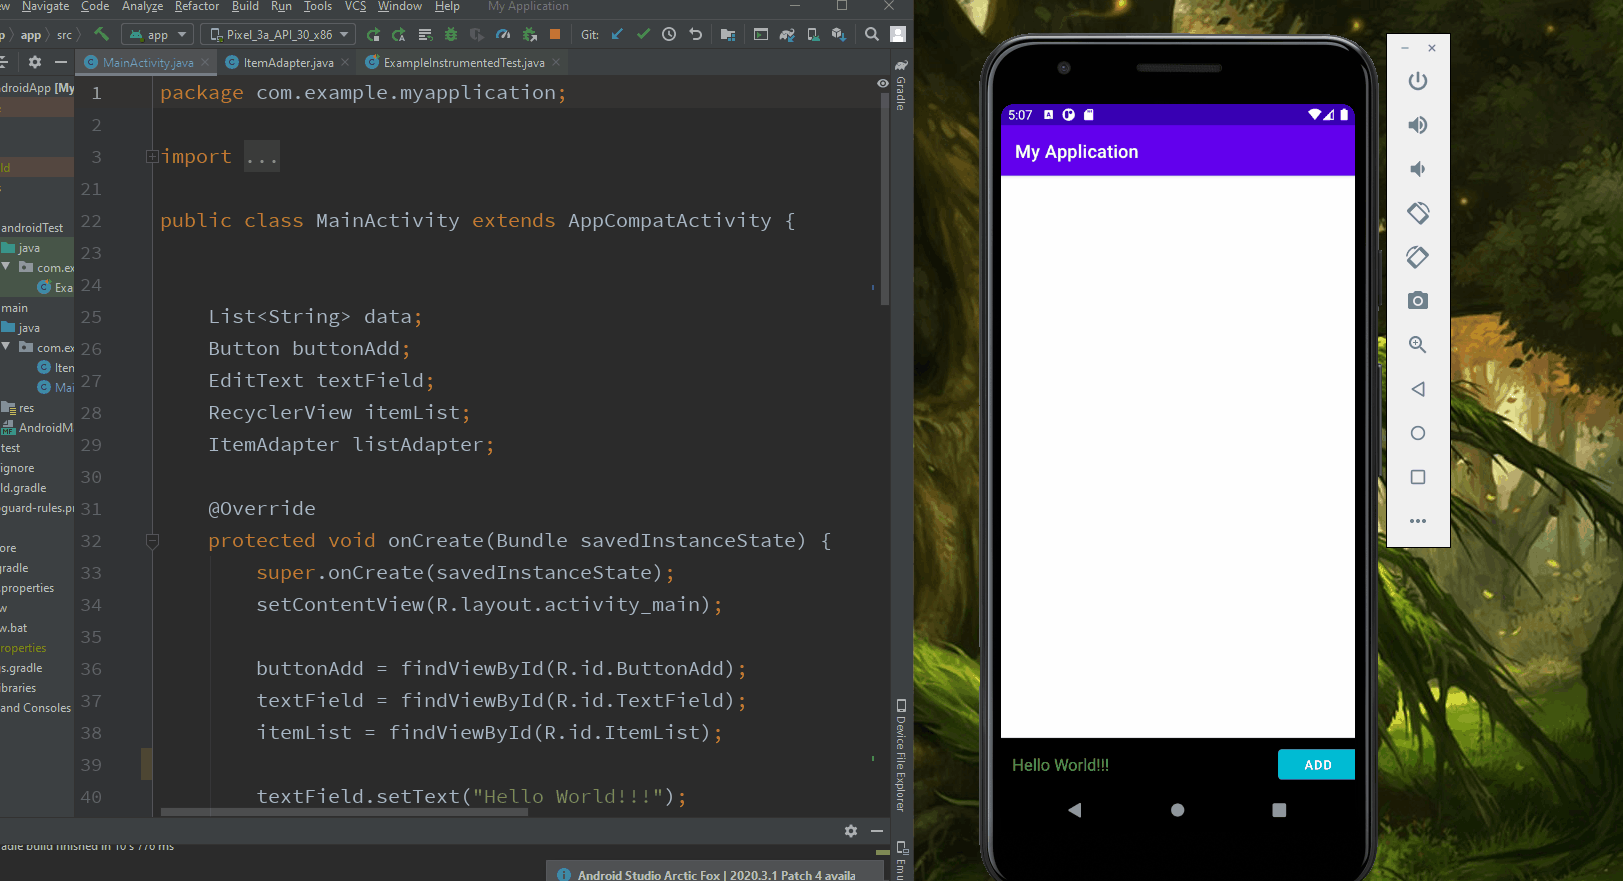 ew Navigate Code Analyze Refactor Build Run Tools VCS Window Help My Application
p app src app Pixel_3a_API_30_x86 Git:
MainActivity.java ItemAdapter.java ExampleInstrumentedTest.java
ndroidApp [My
ld
androidTest
java
com.ex
Exa
main
java
com.ex
Iten
Mai
res
AndroidM
test
ignore
ld.gradle
guard-rules.pr
ore
gradle
.properties
w
w.bat
roperties
s.gradle
ibraries
and Consoles
1 package com.example.myapplication;
2
3 import ...
21
22 public class MainActivity extends AppCompatActivity {
23
24
25 List<String> data;
26 Button buttonAdd;
27 EditText textField;
28 RecyclerView itemList;
29 ItemAdapter listAdapter;
30
31 @Override
32 protected void onCreate(Bundle savedInstanceState) {
33 super.onCreate(savedInstanceState);
34 setContentView(R.layout.activity_main);
35
36 buttonAdd = findViewById(R.id.ButtonAdd);
37 textField = findViewById(R.id.TextField);
38 itemList = findViewById(R.id.ItemList);
39
40 textField.setText("Hello World!!!");
Gradle
Device File Explorer
Emu
adle build finished in 10 s 776 ms
Android Studio Arctic Fox | 2020.3.1 Patch 4 availa
5:07
My Application
Hello World!!!
ADD